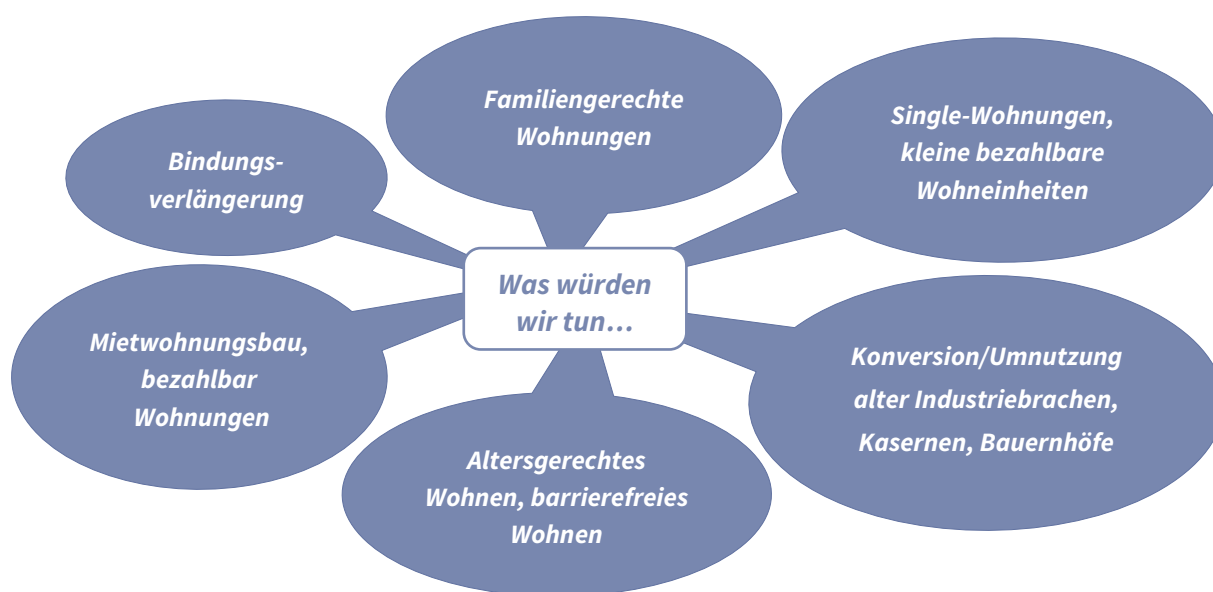 Familiengerechte
Wohnungen
Single-Wohnungen,
kleine bezahlbare
Wohneinheiten
Bindungs-
verlängerung
Was würden
wir tun...
Mietwohnungsbau,
bezahlbar
Wohnungen
Konversion/Umnutzung
alter Industriebrachen,
Kasernen, Bauernhöfe
Altersgerechtes
Wohnen, barrierefreies
Wohnen